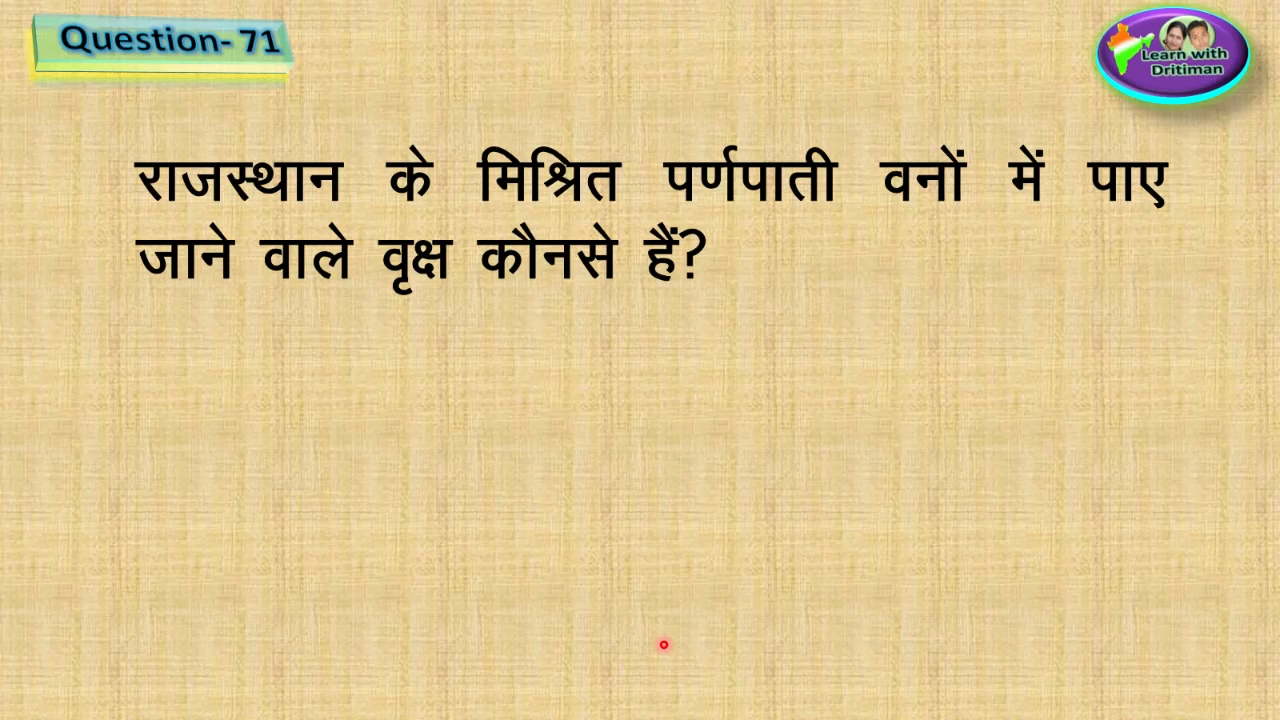 Question- 71
Learn with
Dritiman
राजस्थान के मिश्रित पर्णपाती वनों में पाए
जाने वाले वृक्ष कौनसे हैं?